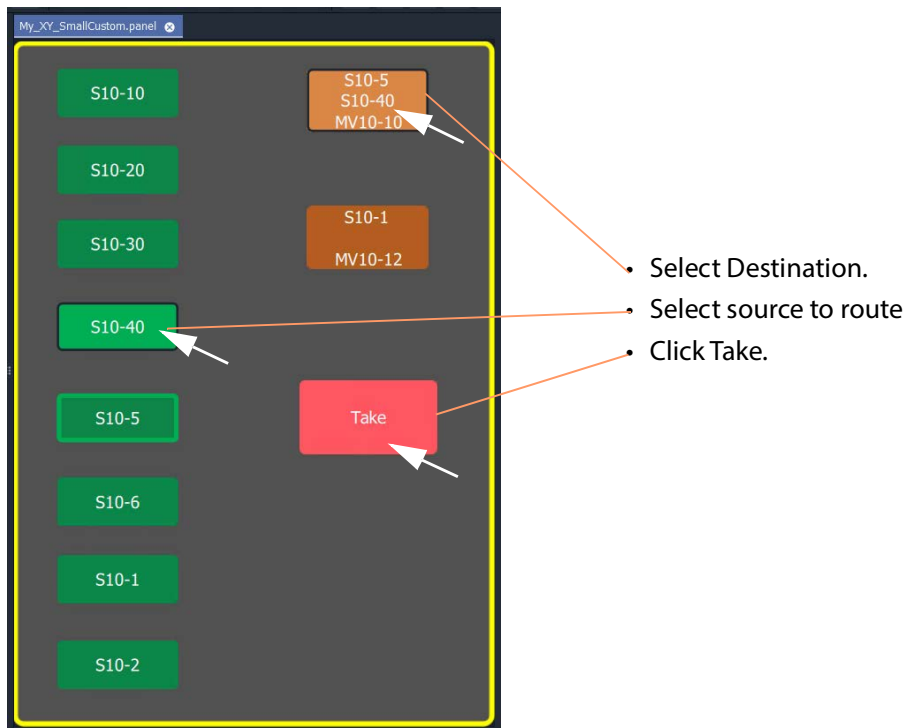 My_XY_SmallCustom.panel
S10-10
S10-20
S10-30
S10-40
S10-5
S10-6
S10-1
S10-2
S10-5
S10-40
MV10-10
S10-1
MV10-12
Take
• Select Destination.
• Select source to route
• Click Take.